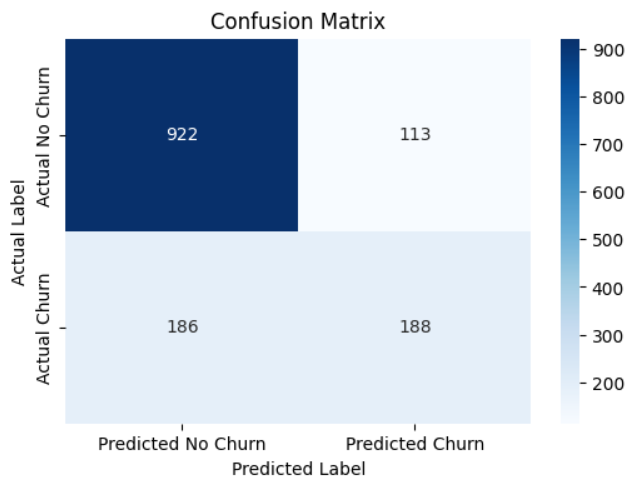 Confusion Matrix
Actual Label
Actual No Churn
Actual Churn
922
113
186
188
Predicted No Churn
Predicted Churn
Predicted Label
900
800
700
600
500
400
300
200